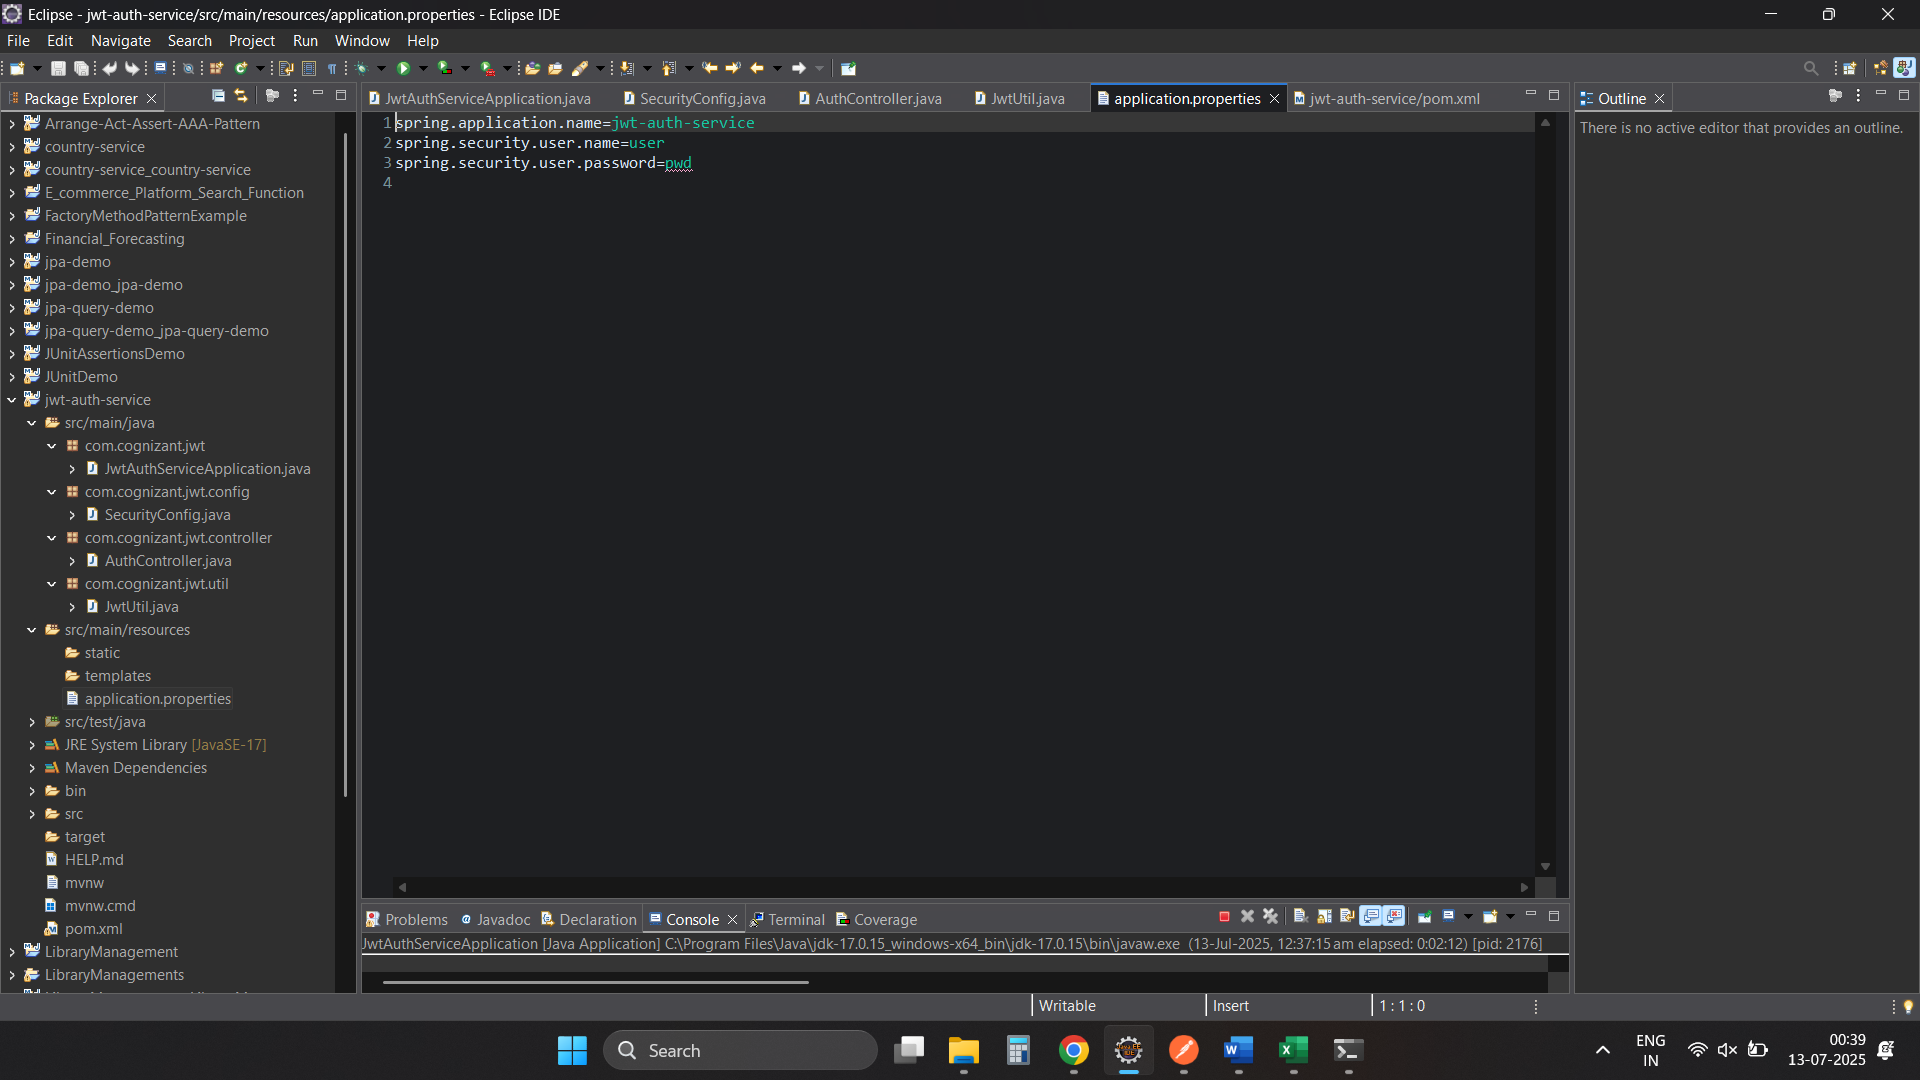 Eclipse - jwt-auth-service/src/main/resources/application.properties - Eclipse IDE
File Edit Navigate Search Project Run Window Help
Package Explorer
Arrange-Act-Assert-AAA-Pattern
country-service
country-service_country-service
E_commerce_Platform_Search_Function
FactoryMethodPatternExample
Financial_Forecasting
jpa-demo
jpa-demo_jpa-demo
jpa-query-demo
jpa-query-demo_jpa-query-demo
JUnitAssertionsDemo
JUnitDemo
jwt-auth-service
src/main/java
com.cognizant.jwt
JwtAuthServiceApplication.java
com.cognizant.jwt.config
SecurityConfig.java
com.cognizant.jwt.controller
AuthController.java
com.cognizant.jwt.util
JwtUtil.java
src/main/resources
static
templates
application.properties
src/test/java
JRE System Library [JavaSE-17]
Maven Dependencies
bin
src
target
HELP.md
mvnw
mvnw.cmd
pom.xml
LibraryManagement
LibraryManagements
JwtAuthServiceApplication.java SecurityConfig.java AuthController.java JwtUtil.java application.properties jwt-auth-service/pom.xml
1 spring.application.name=jwt-auth-service
2 spring.security.user.name=user
3 spring.security.user.password=pwd
4
Outline
There is no active editor that provides an outline.
Problems Javadoc Declaration Console Terminal Coverage
JwtAuthServiceApplication [Java Application] C:\Program Files\Java\jdk-17.0.15_windows-x64_bin\jdk-17.0.15\bin\javaw.exe (13-Jul-2025, 12:37:15 am elapsed: 0:02:12) [pid: 2176]
Writable Insert 1 : 1 : 0
Search
ENG
IN
00:39
13-07-2025